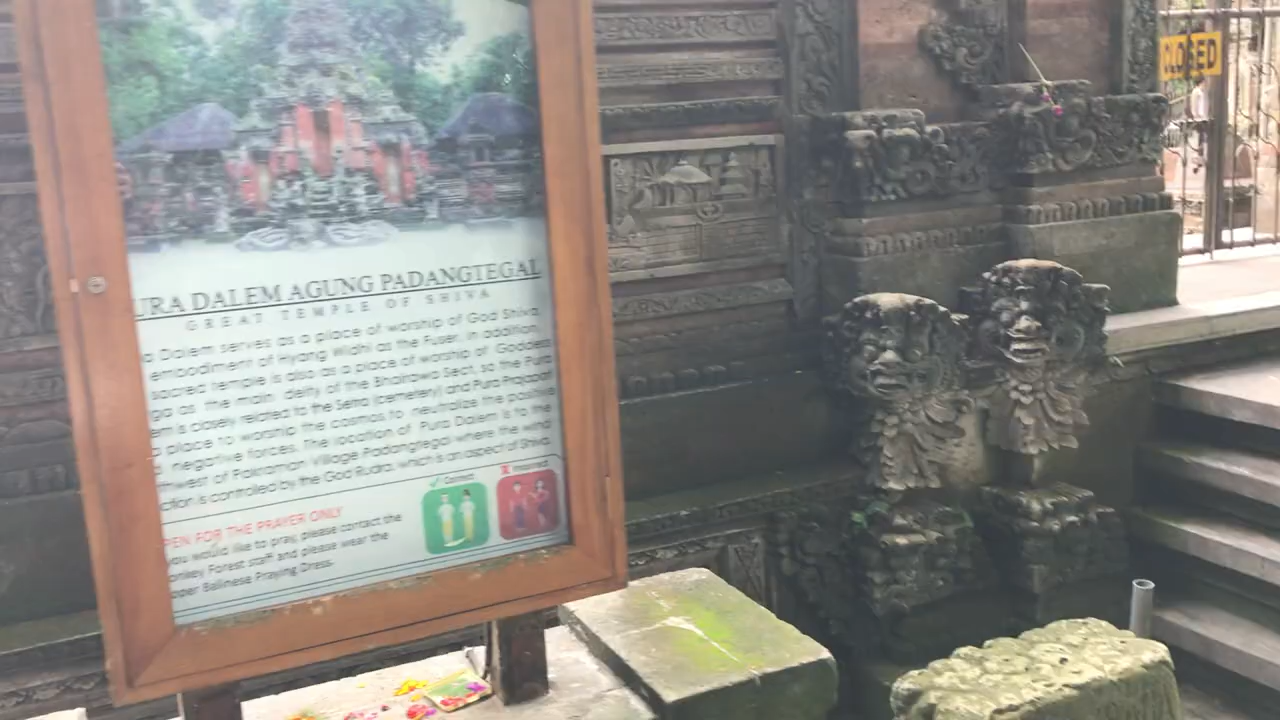 URA DALEM AGUNG PADANGTEGAL
GREAT TEMPLE OF SHIVA
a Dalem serves as a place of worship of God Shiva,
embodiment of Hyang Widhi as the Fuser. In addition,
sacred temple is also as a place of worship of Goddess
ga as the main deity of the Bhairawa Sect, so the Pura
em is closely related to the Setra (cemetery) and Pura Prajapati
place to worship the cosmos to neutralize the positive
negative forces. The location of Pura Dalem is to the
hwest of Pakraman Village Padangtegal where the wind
ction is controlled by the God Rudra, which is an aspect of Shiva.
Correct
PEN FOR THE PRAYER ONLY
you would like to pray, please contact the
onkey Forest staff and please wear the
oper Balinese Praying Dress.
CLOSED